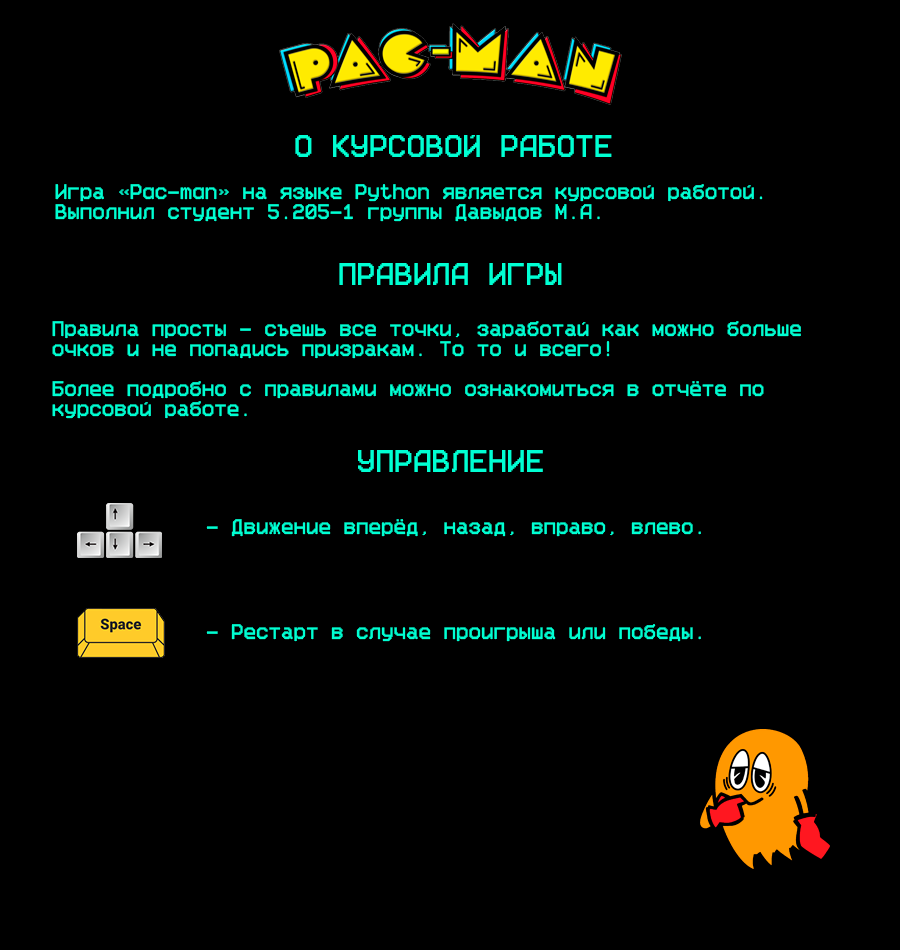 PAC-MAN
О КУРСОВОЙ РАБОТЕ
Игра «Pac-man» на языке Python является курсовой работой.
Выполнил студент 5.205-1 группы Давыдов М.А.
ПРАВИЛА ИГРЫ
Правила просты - съешь все точки, заработай как можно больше
очков и не попадись призракам. То то и всего!
Более подробно с правилами можно ознакомиться в отчёте по
курсовой работе.
УПРАВЛЕНИЕ
↑
← ↓ →
- Движение вперёд, назад, вправо, влево.
Space
- Рестарт в случае проигрыша или победы.